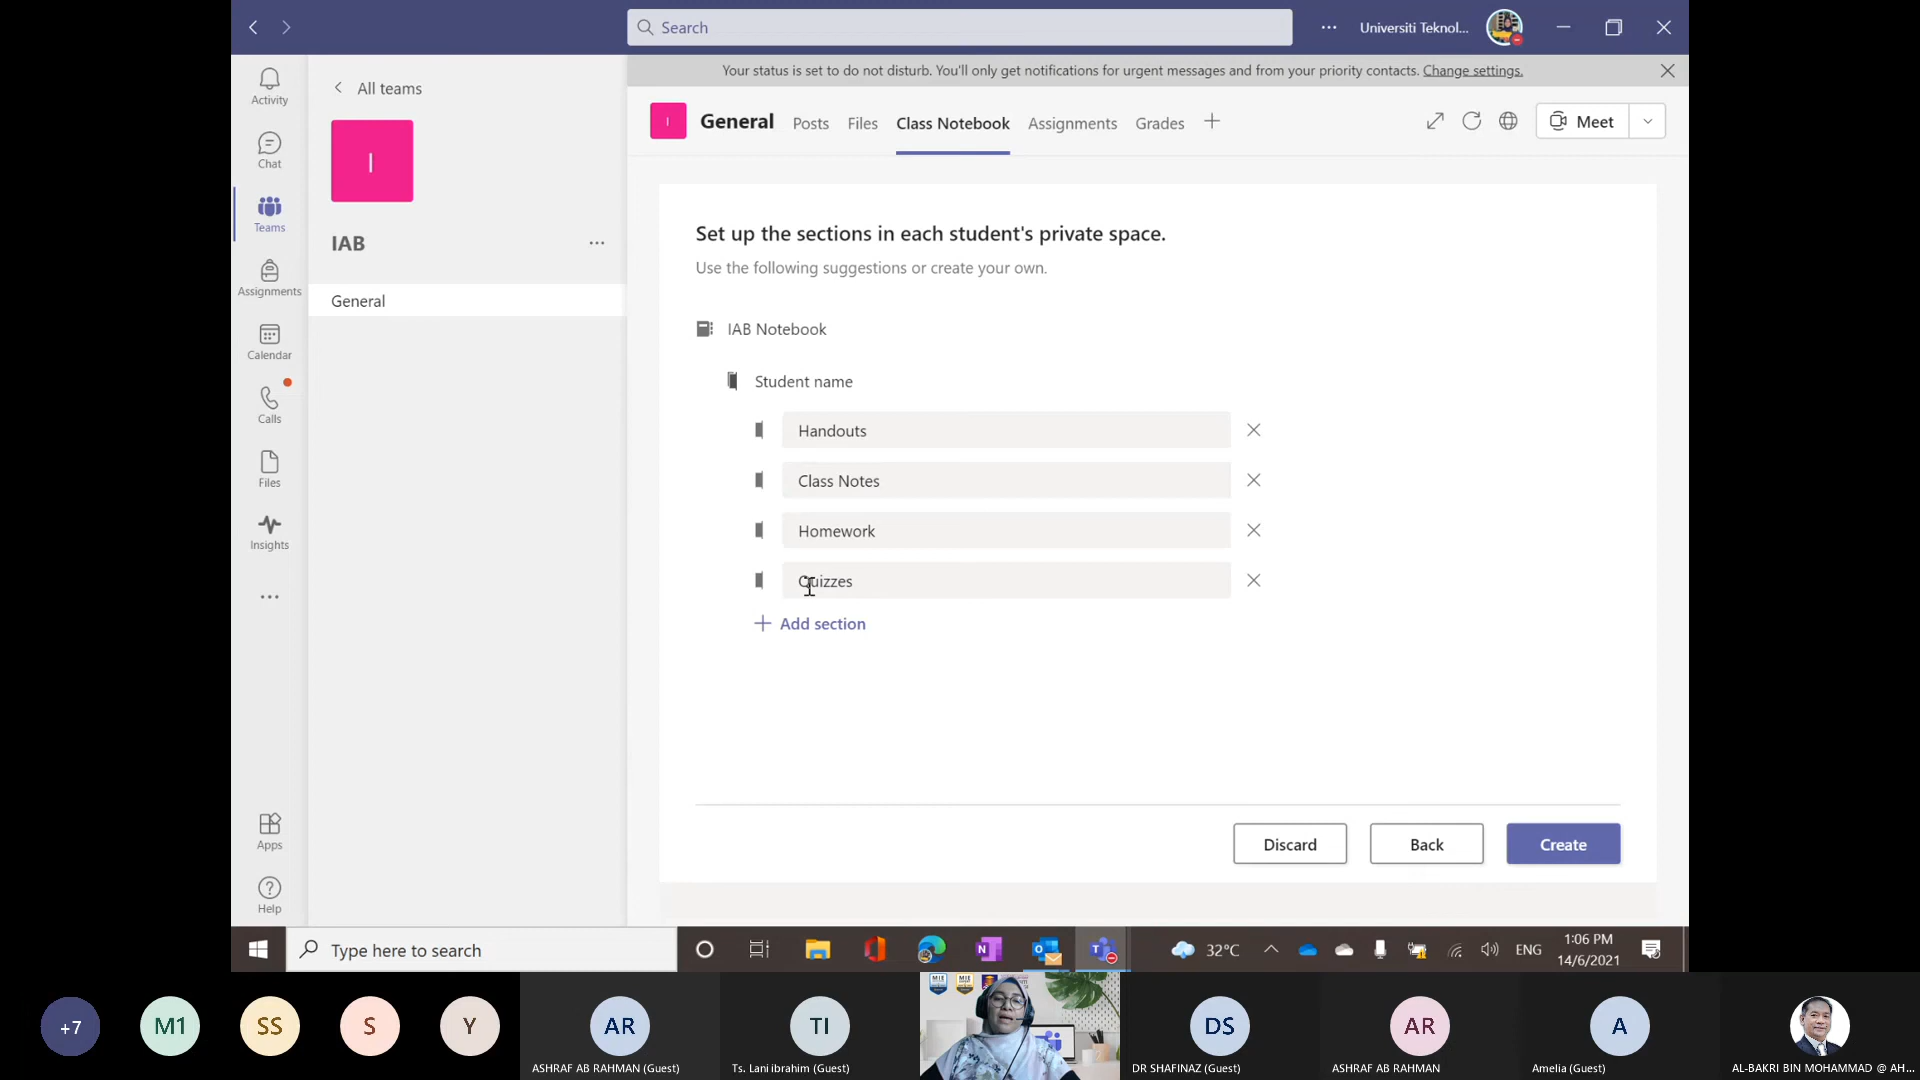 Search
Universiti Teknol...
Your status is set to do not disturb. You'll only get notifications for urgent messages and from your priority contacts. Change settings.
Activity
Chat
Teams
Assignments
Calendar
Calls
Files
Insights
Apps
Help
All teams
I
IAB
General
I
General
Posts
Files
Class Notebook
Assignments
Grades
Meet
Set up the sections in each student's private space.
Use the following suggestions or create your own.
IAB Notebook
Student name
Handouts
Class Notes
Homework
Quizzes
Add section
Discard
Back
Create
Type here to search
32°C
ENG
1:06 PM
14/6/2021
+7
M1
SS
S
Y
AR
ASHRAF AB RAHMAN (Guest)
TI
Ts. Lani ibrahim (Guest)
MIE
MIE
DS
DR SHAFINAZ (Guest)
AR
ASHRAF AB RAHMAN
A
Amelia (Guest)
AL-BAKRI BIN MOHAMMAD @ AH...